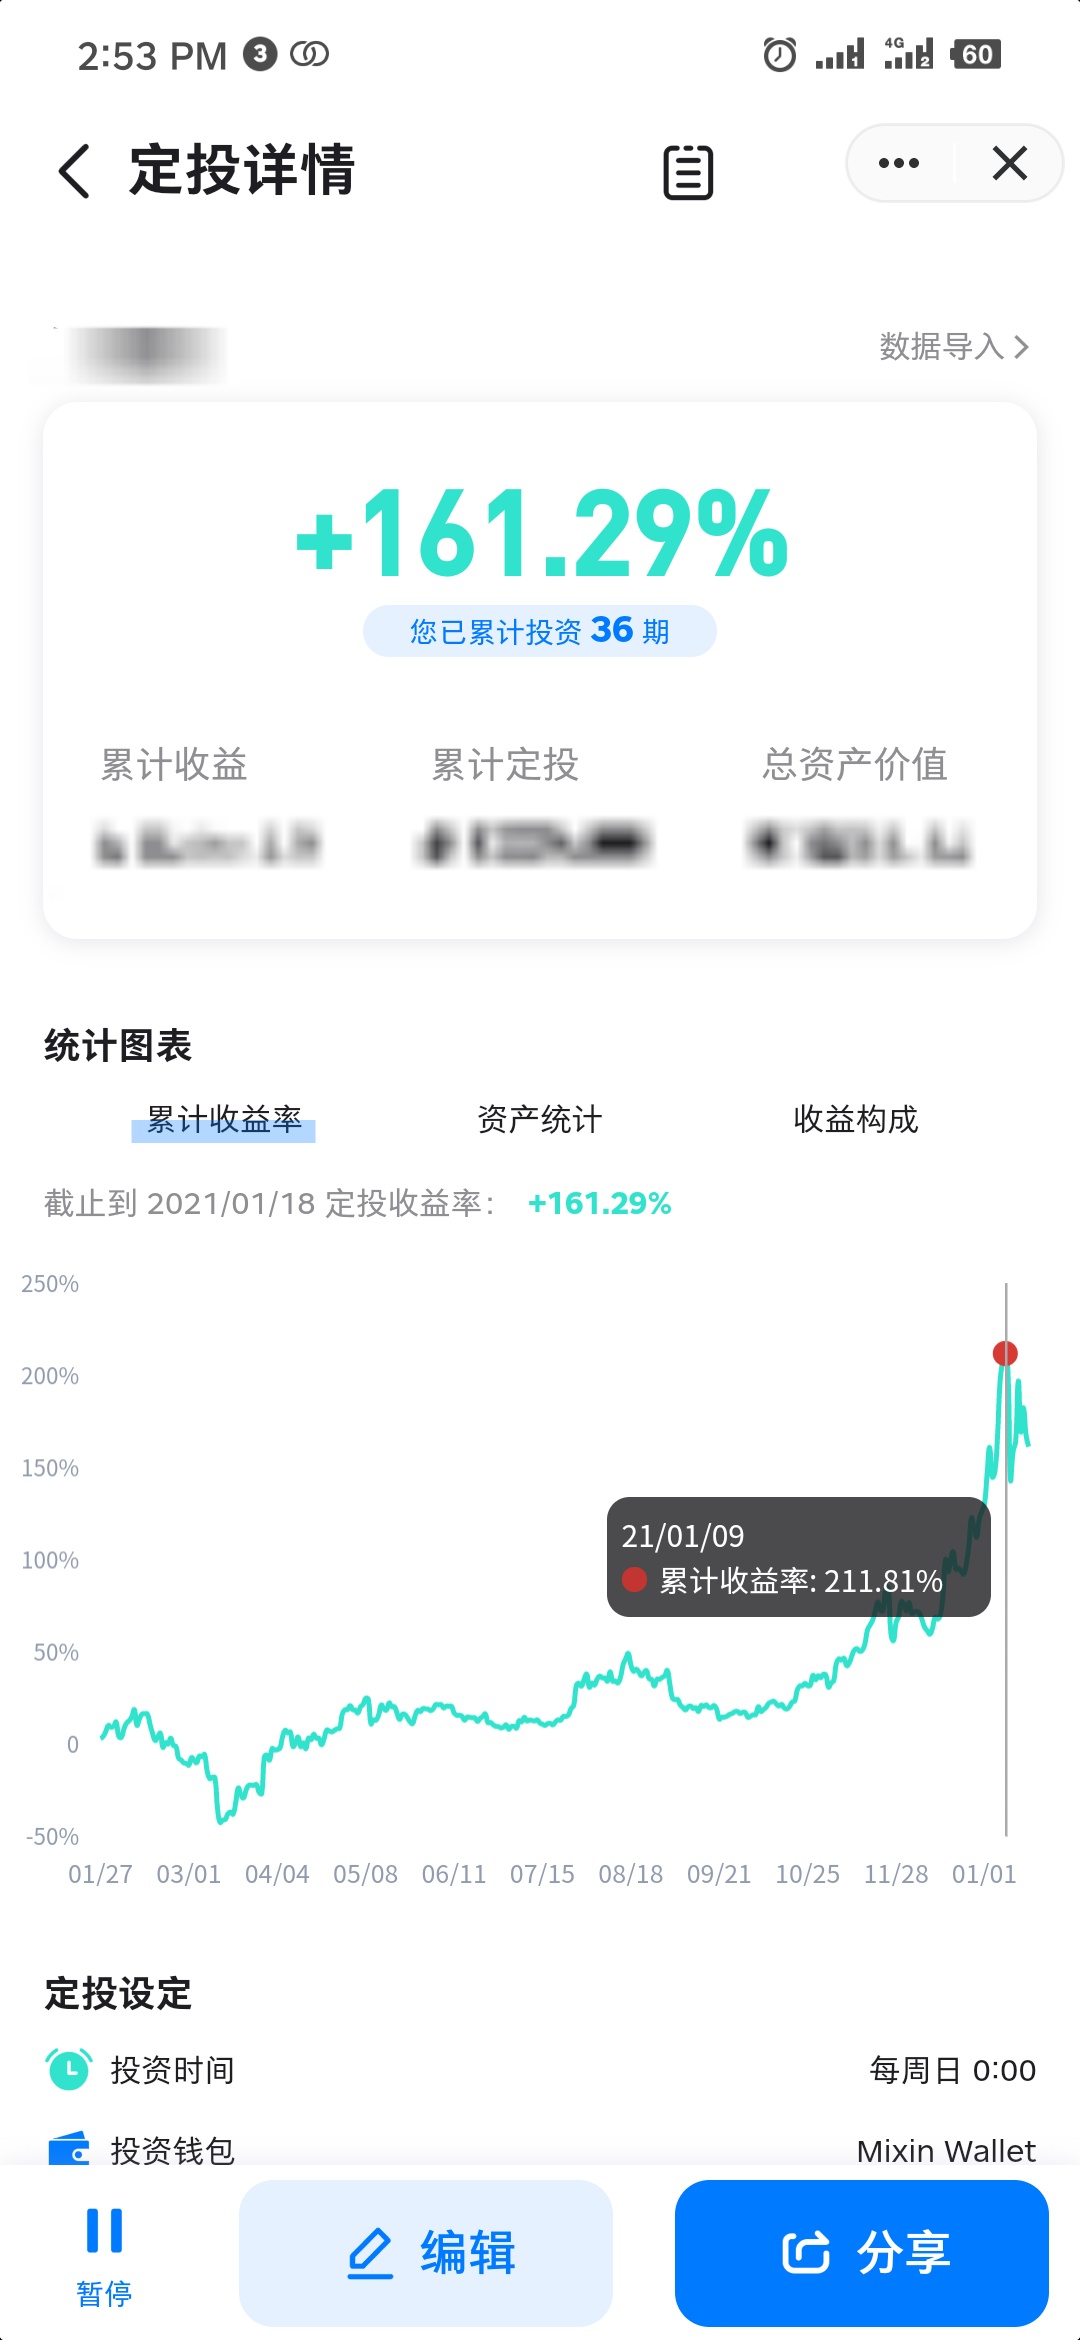 2:53 PM 3
4G 1 2 60
定投详情
数据导入
+161.29%
您已累计投资 36 期
累计收益 累计定投 总资产价值
统计图表
累计收益率 资产统计 收益构成
截止到 2021/01/18 定投收益率： +161.29%
250%
200%
150%
100%
50%
0
-50%
21/01/09
累计收益率: 211.81%
01/27 03/01 04/04 05/08 06/11 07/15 08/18 09/21 10/25 11/28 01/01
定投设定
投资时间 每周日 0:00
投资钱包 Mixin Wallet
暂停 编辑 分享